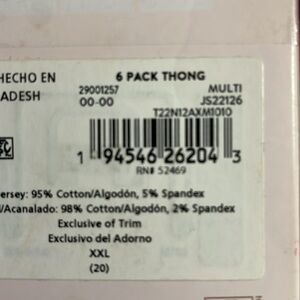 HECHO EN
ADESH
6 PACK THONG
29001257 MULTI
00-00 JS22126
T22N12AXM1010
1 94546 26204 3
RN# 52469
ersey: 95% Cotton/Algodón, 5% Spandex
/Acanalado: 98% Cotton/Algodón, 2% Spandex
Exclusive of Trim
Exclusivo del Adorno
XXL
(20)